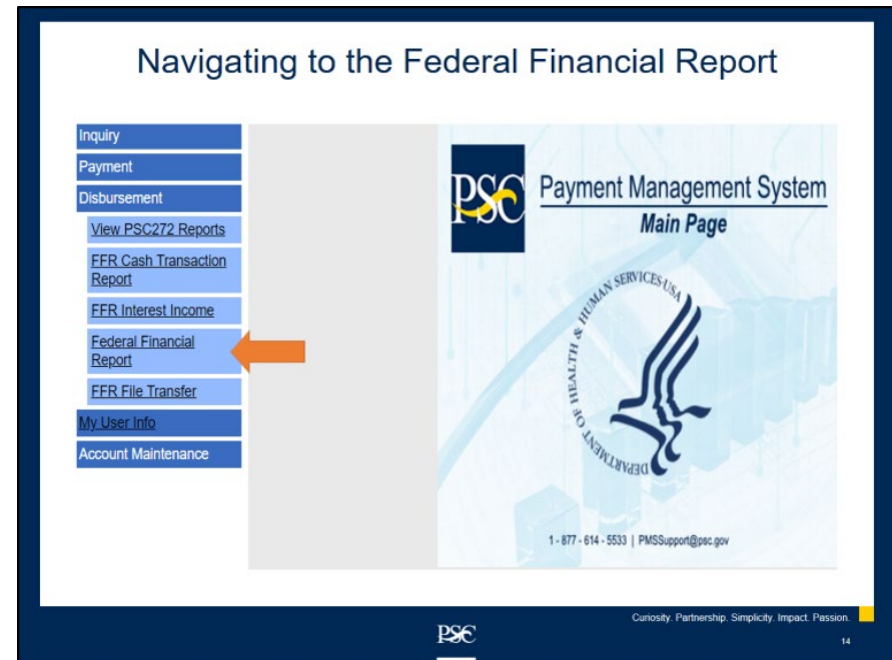 Navigating to the Federal Financial Report
Inquiry
Payment
Disbursement
View PSC272 Reports
FFR Cash Transaction
Report
FFR Interest Income
Federal Financial
Report
FFR File Transfer
My User Info
Account Maintenance
PSC
Payment Management System
Main Page
DEPARTMENT OF HEALTH & HUMAN SERVICES·USA
1 - 877 - 614 - 5533 | PMSSupport@psc.gov
Curiosity. Partnership. Simplicity. Impact. Passion.
PSC
14